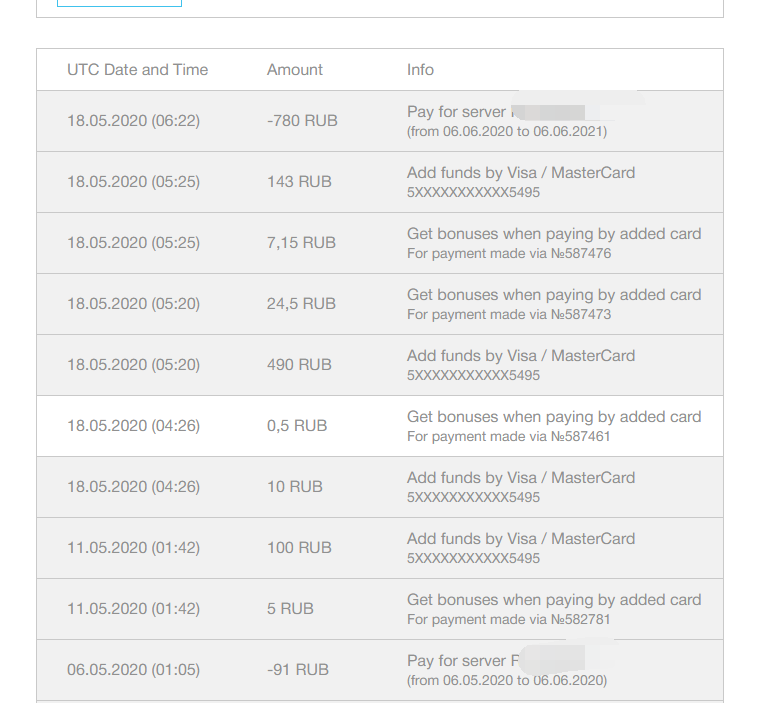 UTC Date and Time Amount Info
18.05.2020 (06:22) -780 RUB Pay for server
(from 06.06.2020 to 06.06.2021)
18.05.2020 (05:25) 143 RUB Add funds by Visa / MasterCard
5XXXXXXXXXXX5495
18.05.2020 (05:25) 7,15 RUB Get bonuses when paying by added card
For payment made via №587476
18.05.2020 (05:20) 24,5 RUB Get bonuses when paying by added card
For payment made via №587473
18.05.2020 (05:20) 490 RUB Add funds by Visa / MasterCard
5XXXXXXXXXXX5495
18.05.2020 (04:26) 0,5 RUB Get bonuses when paying by added card
For payment made via №587461
18.05.2020 (04:26) 10 RUB Add funds by Visa / MasterCard
5XXXXXXXXXXX5495
11.05.2020 (01:42) 100 RUB Add funds by Visa / MasterCard
5XXXXXXXXXXX5495
11.05.2020 (01:42) 5 RUB Get bonuses when paying by added card
For payment made via №582781
06.05.2020 (01:05) -91 RUB Pay for server
(from 06.05.2020 to 06.06.2020)